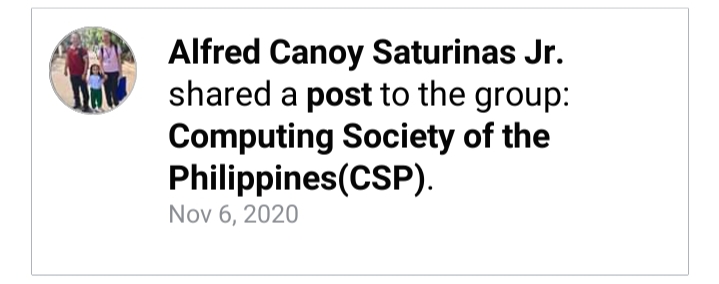 Alfred Canoy Saturinas Jr.
shared a post to the group:
Computing Society of the
Philippines(CSP).
Nov 6, 2020